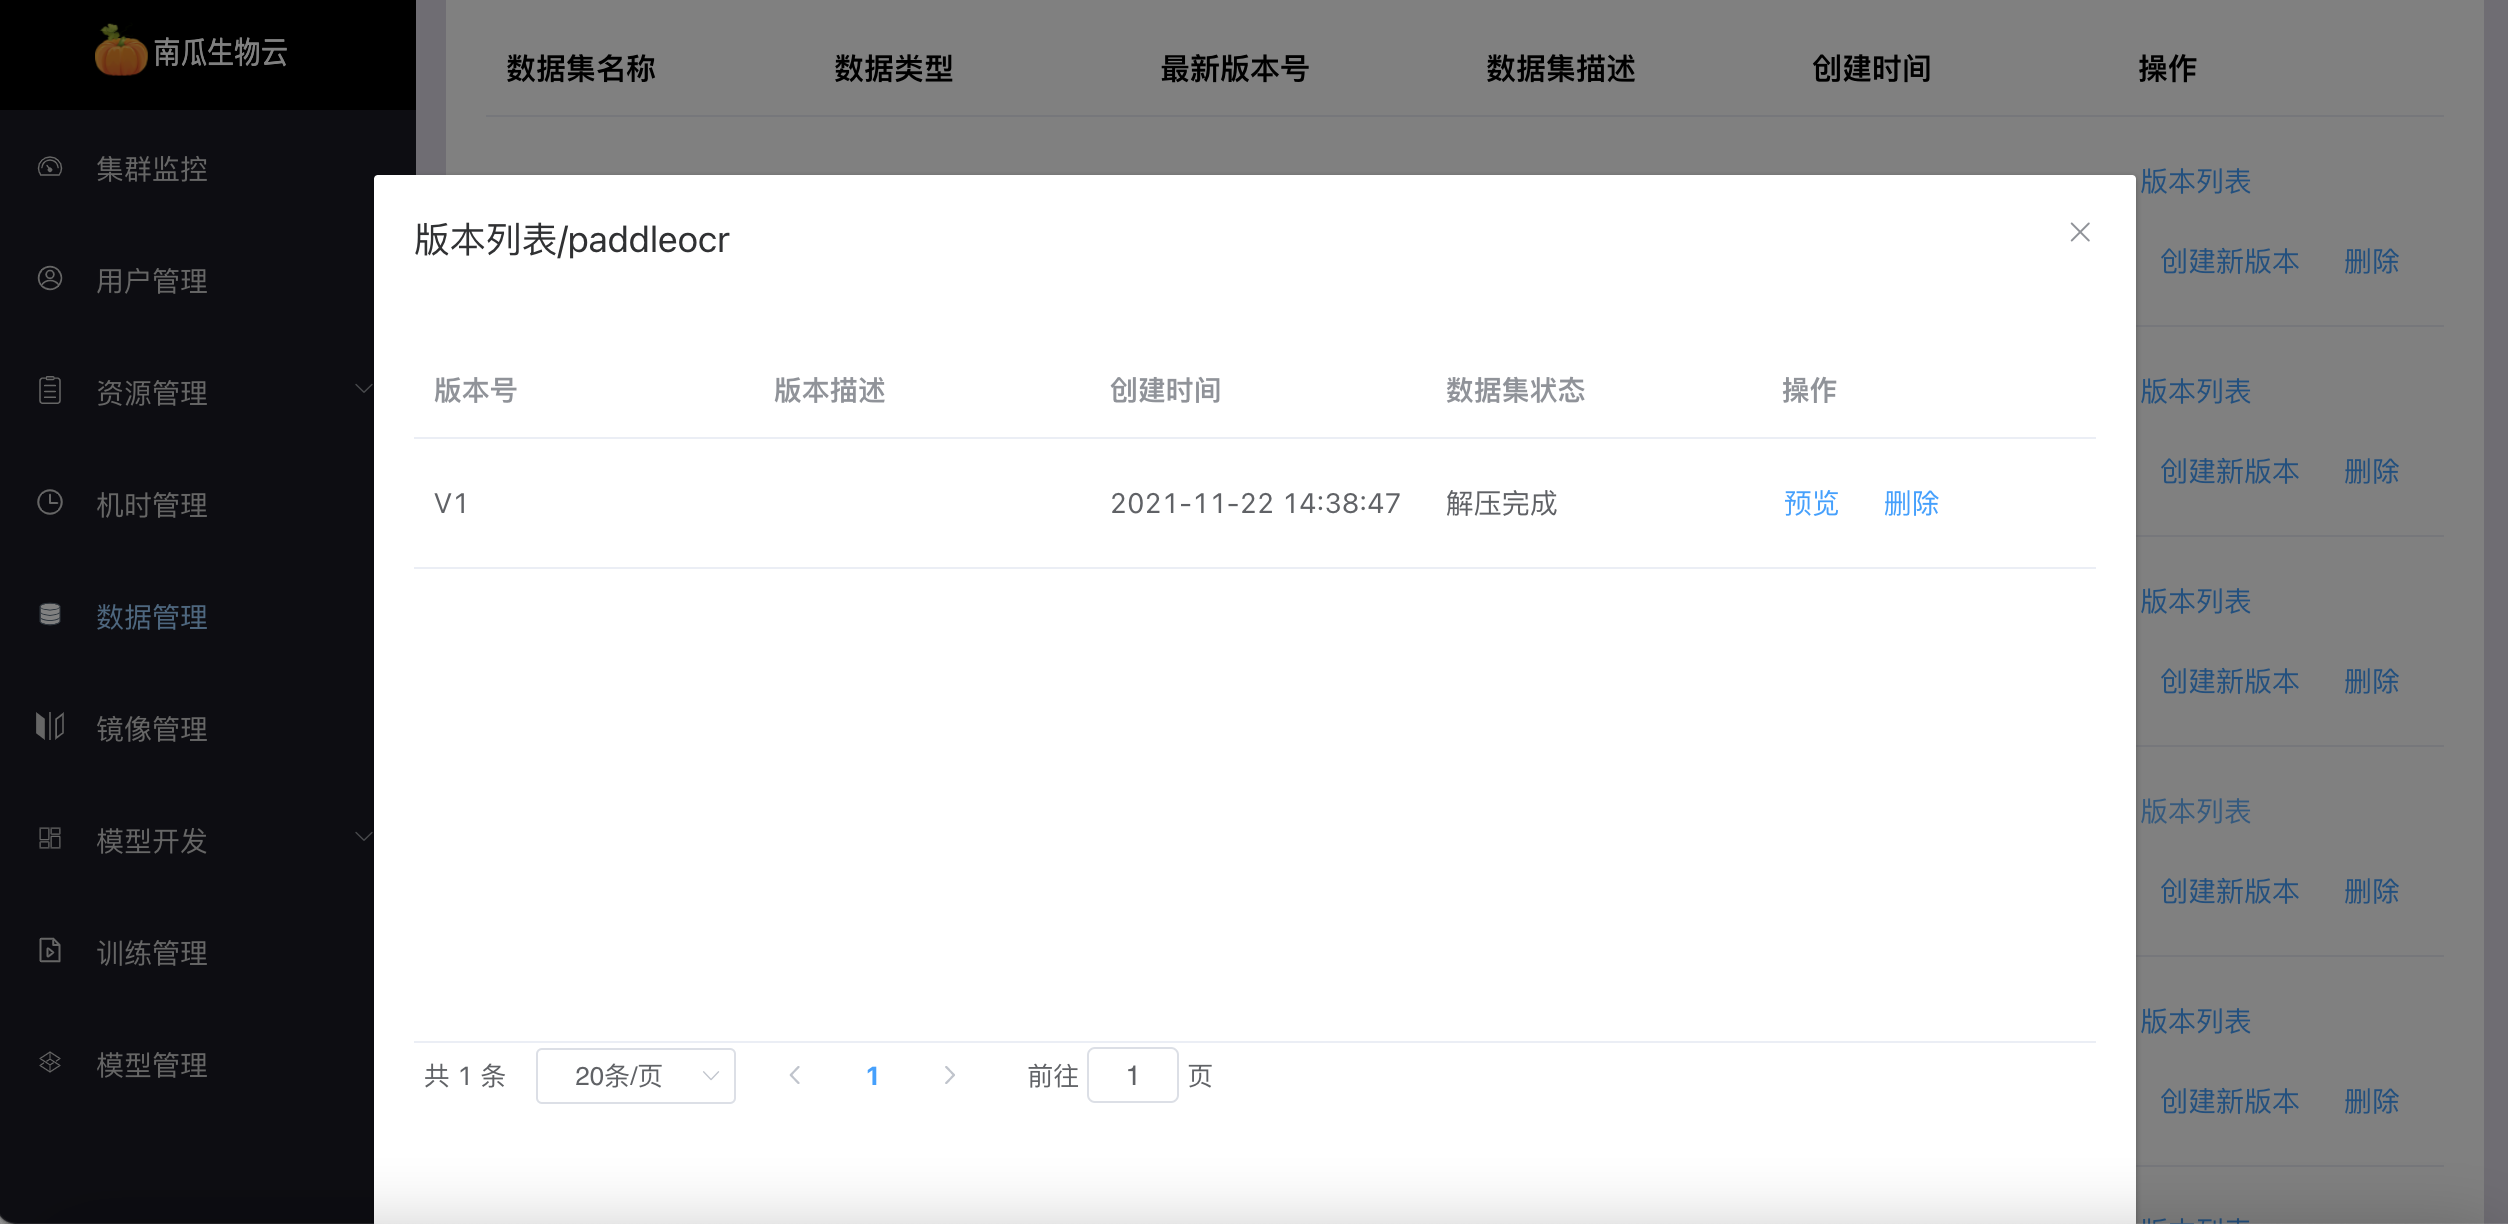 南瓜生物云
集群监控
用户管理
资源管理
机时管理
数据管理
镜像管理
模型开发
训练管理
模型管理
数据集名称 数据类型 最新版本号 数据集描述 创建时间 操作
版本列表
创建新版本 删除
版本列表
创建新版本 删除
版本列表
创建新版本 删除
版本列表
创建新版本 删除
版本列表
创建新版本 删除
版本列表/paddleocr
版本号 版本描述 创建时间 数据集状态 操作
V1 2021-11-22 14:38:47 解压完成 预览 删除
共 1 条 20条/页 1 前往 1 页